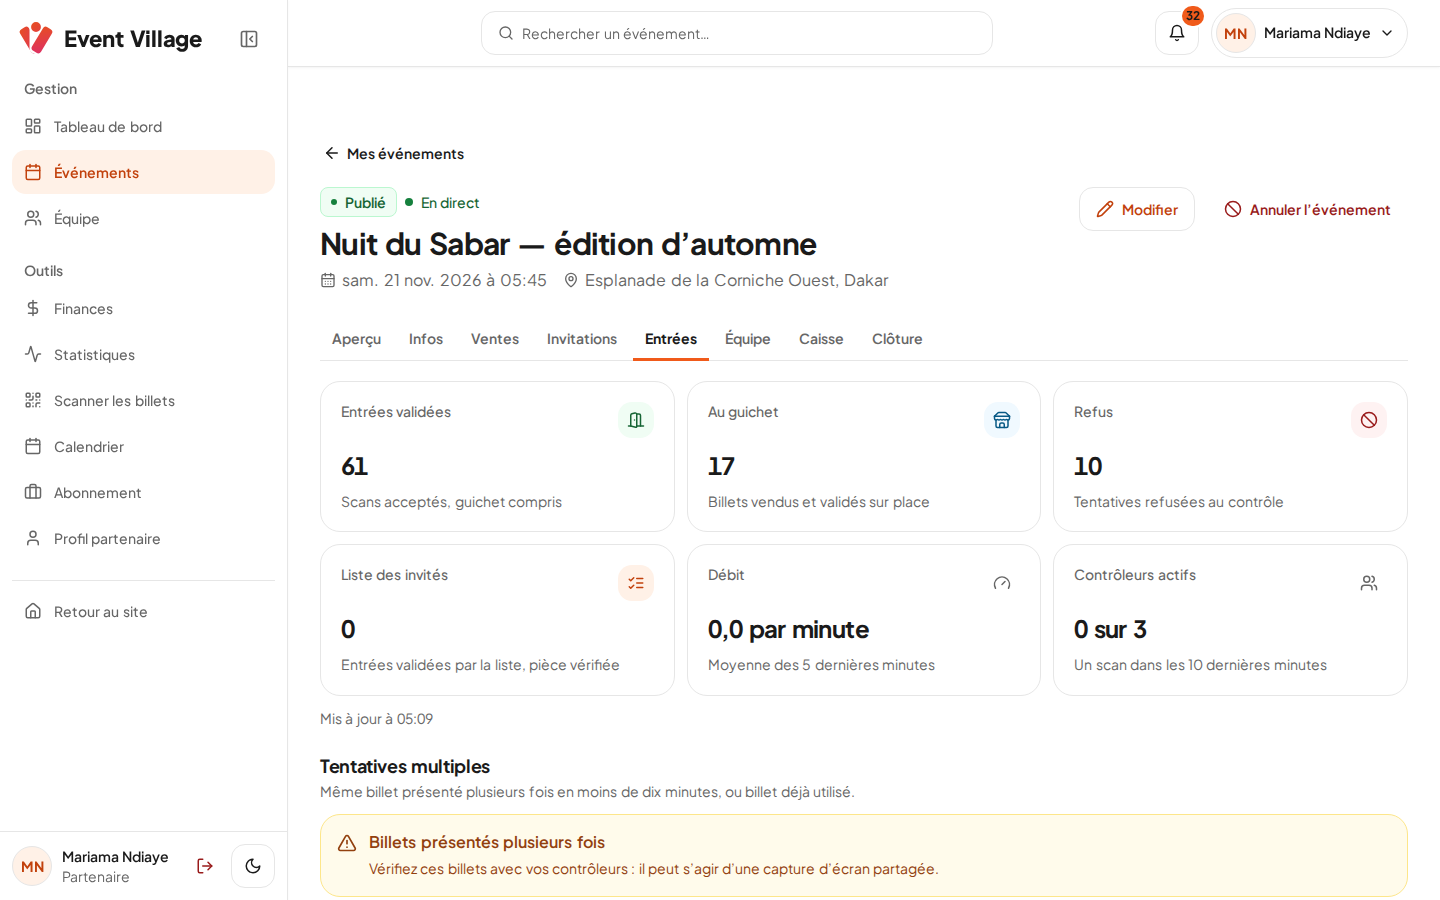 Event Village
Rechercher un événement…
32
MN
Mariama Ndiaye
Gestion
Tableau de bord
Événements
Équipe
Outils
Finances
Statistiques
Scanner les billets
Calendrier
Abonnement
Profil partenaire
Retour au site
MN
Mariama Ndiaye
Partenaire
Mes événements
Publié
En direct
Modifier
Annuler l’événement
Nuit du Sabar — édition d’automne
sam. 21 nov. 2026 à 05:45
Esplanade de la Corniche Ouest, Dakar
Aperçu
Infos
Ventes
Invitations
Entrées
Équipe
Caisse
Clôture
Entrées validées
61
Scans acceptés, guichet compris
Au guichet
17
Billets vendus et validés sur place
Refus
10
Tentatives refusées au contrôle
Liste des invités
0
Entrées validées par la liste, pièce vérifiée
Débit
0,0 par minute
Moyenne des 5 dernières minutes
Contrôleurs actifs
0 sur 3
Un scan dans les 10 dernières minutes
Mis à jour à 05:09
Tentatives multiples
Même billet présenté plusieurs fois en moins de dix minutes, ou billet déjà utilisé.
Billets présentés plusieurs fois
Vérifiez ces billets avec vos contrôleurs : il peut s’agir d’une capture d’écran partagée.